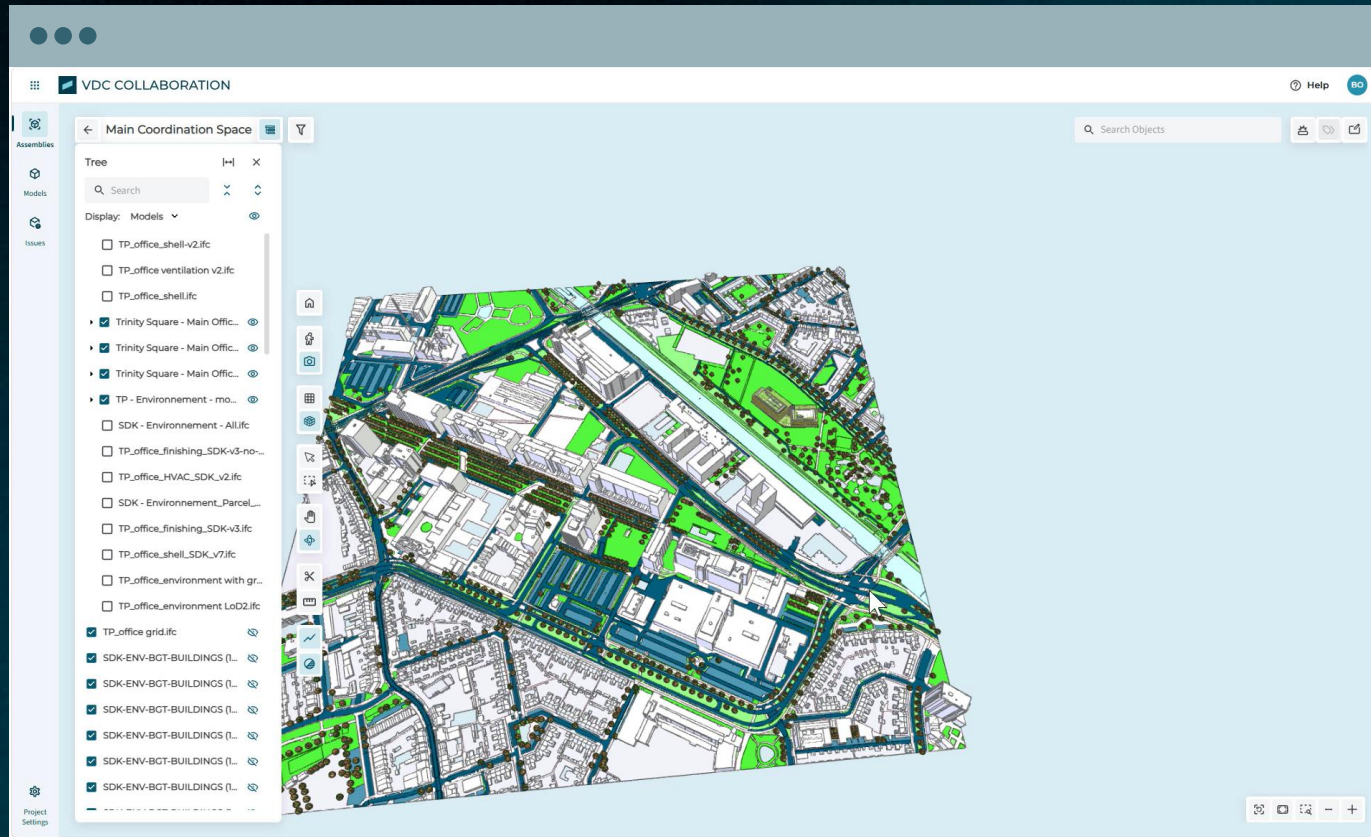 VDC COLLABORATION
Help
BO
Assemblies
Models
Issues
Main Coordination Space
Search Objects
Tree
Search
Display: Models
TP_office_shell-v2.ifc
TP_office ventilation v2.ifc
TP_office_shell.ifc
Trinity Square - Main Offic...
Trinity Square - Main Offic...
Trinity Square - Main Offic...
TP - Environnement - mo...
SDK - Environnement - All.ifc
TP_office_finishing_SDK-v3-no-...
TP_office_HVAC_SDK_v2.ifc
SDK - Environnement_Parcel_...
TP_office_finishing_SDK-v3.ifc
TP_office_shell_SDK_v7.ifc
TP_office_environment with gr...
TP_office_environment LoD2.ifc
TP_office grid.ifc
SDK-ENV-BGT-BUILDINGS (1...
SDK-ENV-BGT-BUILDINGS (1...
SDK-ENV-BGT-BUILDINGS (1...
SDK-ENV-BGT-BUILDINGS (1...
SDK-ENV-BGT-BUILDINGS (1...
SDK-ENV-BGT-BUILDINGS (1...
Project
Settings